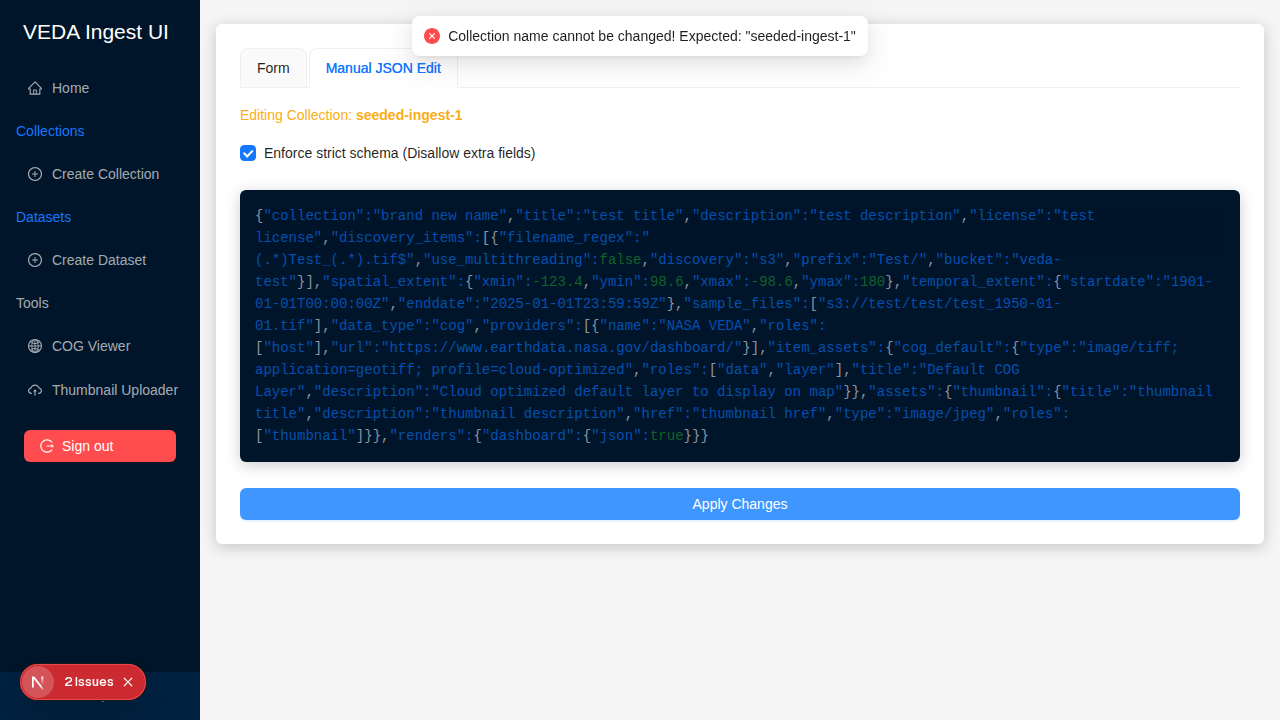 VEDA Ingest UI
Home
Collections
Create Collection
Datasets
Create Dataset
Tools
COG Viewer
Thumbnail Uploader
Sign out
2 Issues
Collection name cannot be changed! Expected: "seeded-ingest-1"
Form
Manual JSON Edit
Editing Collection: seeded-ingest-1
Enforce strict schema (Disallow extra fields)
{"collection":"brand new name","title":"test title","description":"test description","license":"test
license","discovery_items":[{"filename_regex":"
(.*)Test_(.*).tif$","use_multithreading":false,"discovery":"s3","prefix":"Test/","bucket":"veda-
test"}],"spatial_extent":{"xmin":-123.4,"ymin":98.6,"xmax":-98.6,"ymax":180},"temporal_extent":{"startdate":"1901-
01-01T00:00:00Z","enddate":"2025-01-01T23:59:59Z"},"sample_files":["s3://test/test/test_1950-01-
01.tif"],"data_type":"cog","providers":[{"name":"NASA VEDA","roles":
["host"],"url":"https://www.earthdata.nasa.gov/dashboard/"}],"item_assets":{"cog_default":{"type":"image/tiff;
application=geotiff; profile=cloud-optimized","roles":["data","layer"],"title":"Default COG
Layer","description":"Cloud optimized default layer to display on map"}},"assets":{"thumbnail":{"title":"thumbnail
title","description":"thumbnail description","href":"thumbnail href","type":"image/jpeg","roles":
["thumbnail"]}},"renders":{"dashboard":{"json":true}}}
Apply Changes